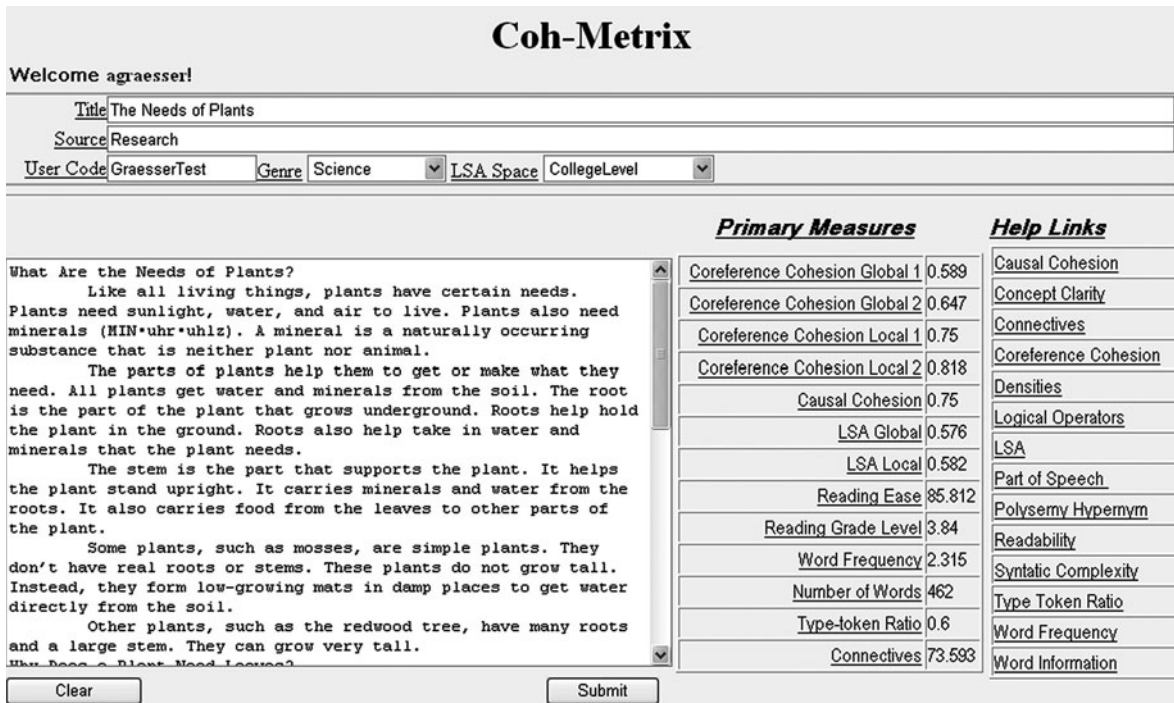 Coh-Metrix
Welcome agraesser!
Title The Needs of Plants
Source Research
User Code GraesserTest Genre Science LSA Space CollegeLevel
What Are the Needs of Plants?
Like all living things, plants have certain needs.
Plants need sunlight, water, and air to live. Plants also need
minerals (MIN•uhr•uhlz). A mineral is a naturally occurring
substance that is neither plant nor animal.
The parts of plants help them to get or make what they
need. All plants get water and minerals from the soil. The root
is the part of the plant that grows underground. Roots help hold
the plant in the ground. Roots also help take in water and
minerals that the plant needs.
The stem is the part that supports the plant. It helps
the plant stand upright. It carries minerals and water from the
roots. It also carries food from the leaves to other parts of
the plant.
Some plants, such as mosses, are simple plants. They
don't have real roots or stems. These plants do not grow tall.
Instead, they form low-growing mats in damp places to get water
directly from the soil.
Other plants, such as the redwood tree, have many roots
and a large stem. They can grow very tall.
Why Does a Plant Need Leaves?
Clear
Submit
Primary Measures
Coreference Cohesion Global 1 0.589
Coreference Cohesion Global 2 0.647
Coreference Cohesion Local 1 0.75
Coreference Cohesion Local 2 0.818
Causal Cohesion 0.75
LSA Global 0.576
LSA Local 0.582
Reading Ease 85.812
Reading Grade Level 3.84
Word Frequency 2.315
Number of Words 462
Type-token Ratio 0.6
Connectives 73.593
Help Links
Causal Cohesion
Concept Clarity
Connectives
Coreference Cohesion
Densities
Logical Operators
LSA
Part of Speech
Polysemy Hypernym
Readability
Syntatic Complexity
Type Token Ratio
Word Frequency
Word Information